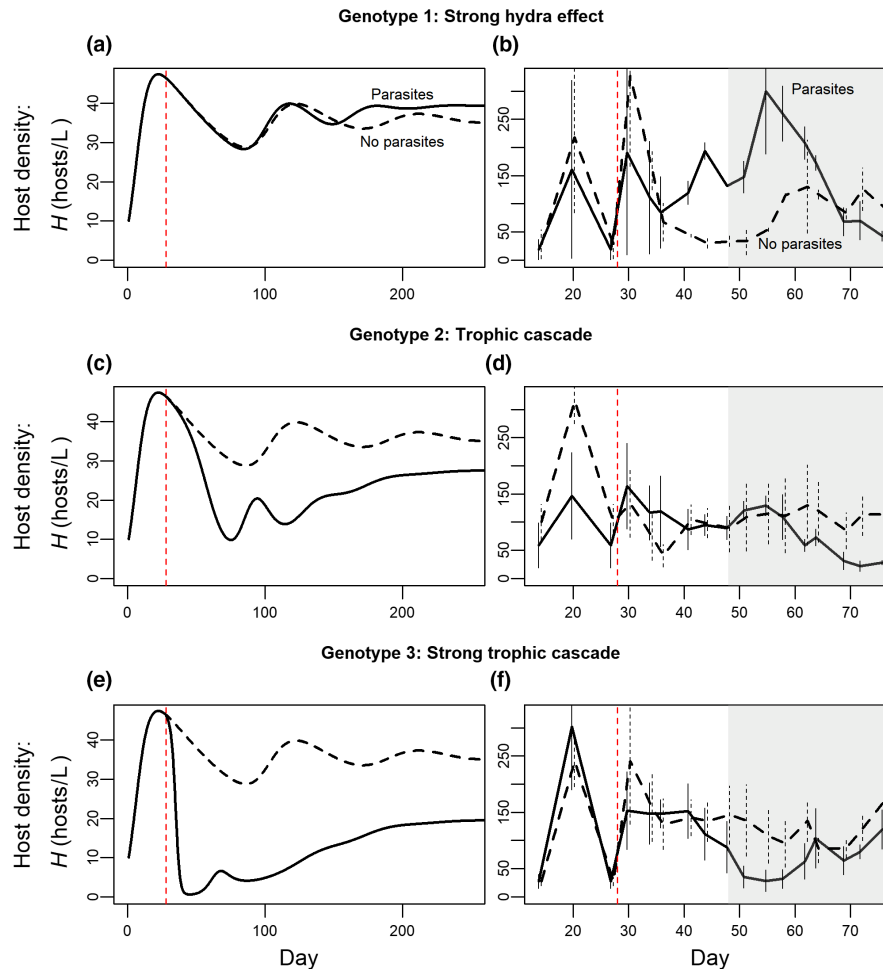 Genotype 1: Strong hydra effect
(a)
(b)
Host density:
H (hosts/L)
0
10
20
30
40
Parasites
No parasites
0
100
200
50
150
250
Parasites
No parasites
20
30
40
50
60
70
Genotype 2: Trophic cascade
(c)
(d)
Host density:
H (hosts/L)
0
10
20
30
40
0
100
200
0
50
150
250
20
30
40
50
60
70
Genotype 3: Strong trophic cascade
(e)
(f)
Host density:
H (hosts/L)
0
10
20
30
40
0
100
200
Day
0
50
150
250
20
30
40
50
60
70
Day